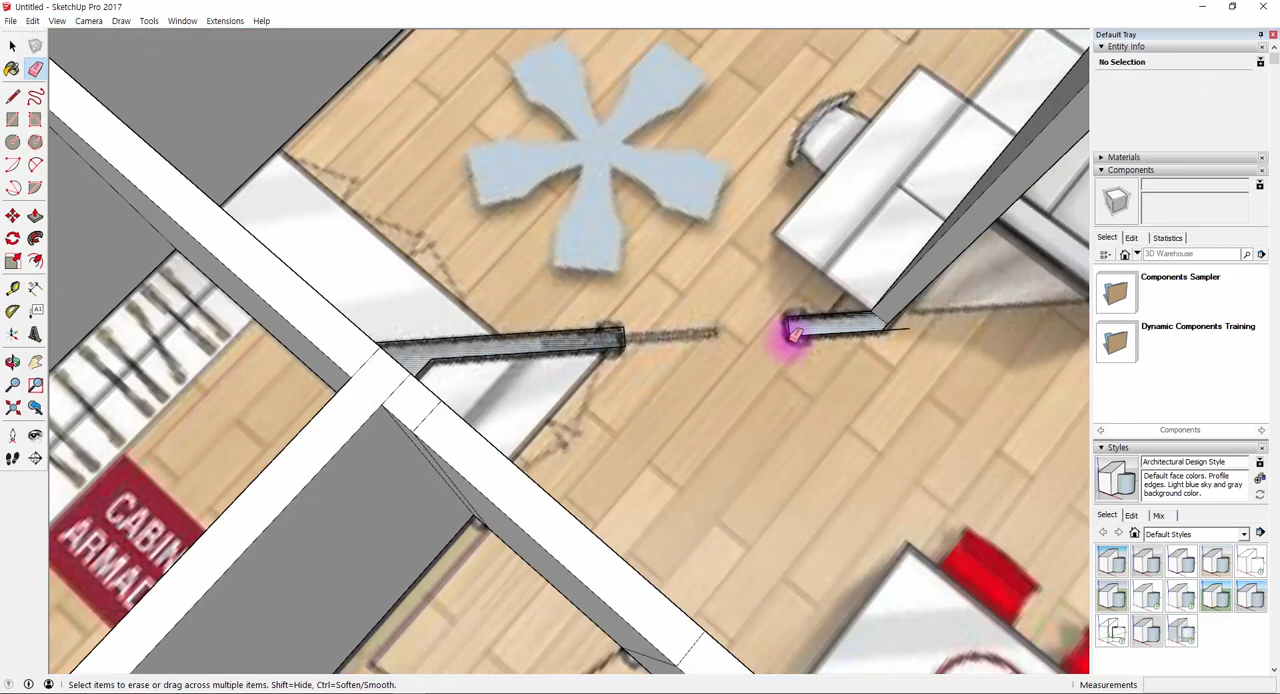 Untitled - SketchUp Pro 2017
File Edit View Camera Draw Tools Window Extensions Help
Default Tray
Entity Info
No Selection
Materials
Components
Select Edit Statistics
3D Warehouse
Components Sampler
Dynamic Components Training
Components
Styles
Architectural Design Style
Default face colors. Profile
edges. Light blue sky and gray
background color.
Select Edit Mix
Default Styles
CABIN
ARMAD
A1
Select items to erase or drag across multiple items. Shift=Hide, Ctrl=Soften/Smooth.
Measurements